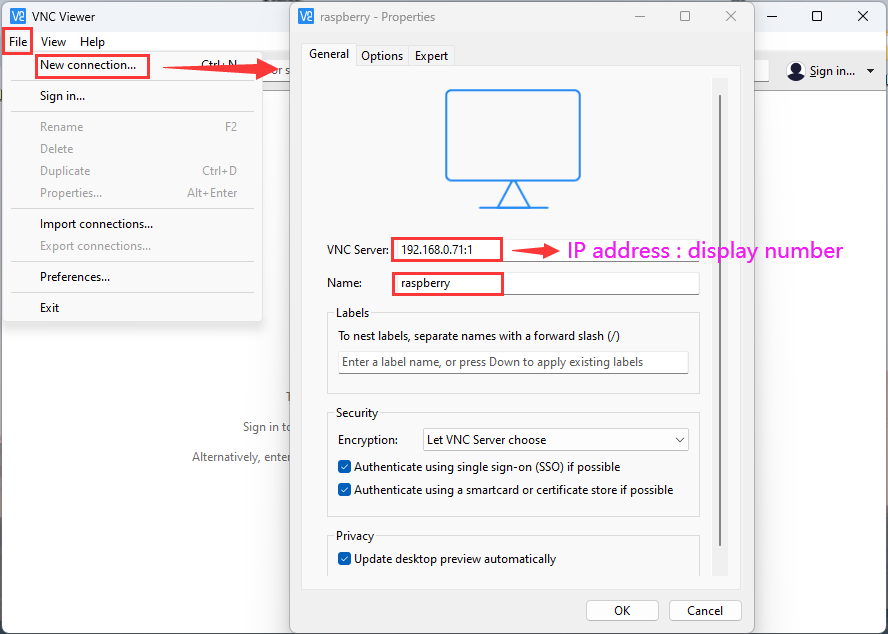 VNC Viewer
File View Help
New connection... Ctrl+N
Sign in...
Rename F2
Delete
Duplicate Ctrl+D
Properties... Alt+Enter
Import connections...
Export connections...
Preferences...
Exit
Sign in to
Alternatively, enter
Sign in...
raspberry - Properties
General Options Expert
VNC Server: 192.168.0.71:1
IP address : display number
Name: raspberry
Labels
To nest labels, separate names with a forward slash (/)
Enter a label name, or press Down to apply existing labels
Security
Encryption: Let VNC Server choose
Authenticate using single sign-on (SSO) if possible
Authenticate using a smartcard or certificate store if possible
Privacy
Update desktop preview automatically
OK Cancel